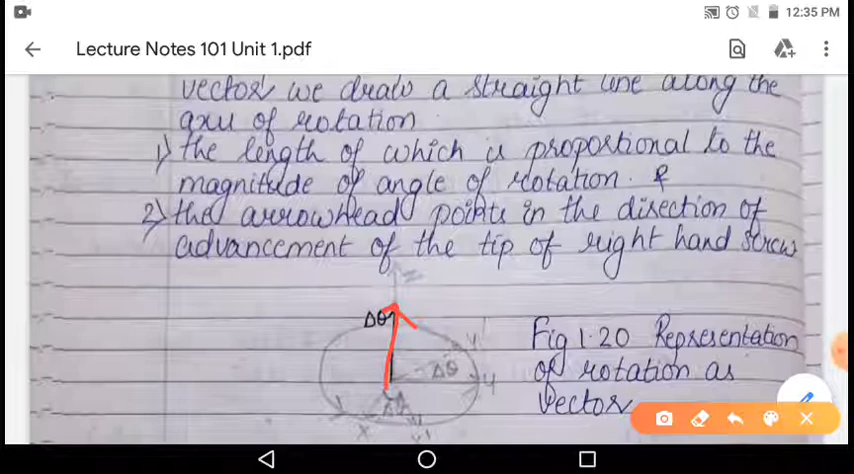 12:35 PM
Lecture Notes 101 Unit 1.pdf
vector we draw a straight line along the
axis of rotation
1) the length of which is proportional to the
magnitude of angle of rotation. &
2) the arrowhead points in the direction of
advancement of the tip of right hand screw
Z
Δθ
Y'
Δθ
Y
Δθ
X
X'
Fig 1.20 Representation
of rotation as
Vector